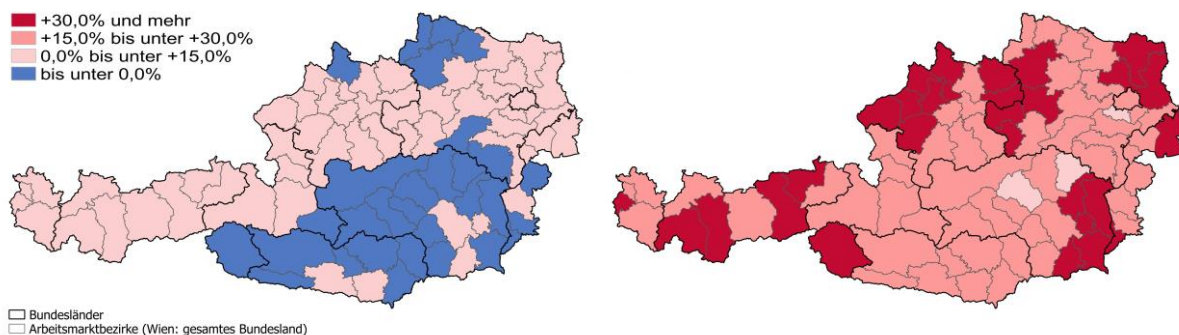 +30,0% und mehr
+15,0% bis unter +30,0%
0,0% bis unter +15,0%
bis unter 0,0%
Bundesländer
Arbeitsmarktbezirke (Wien: gesamtes Bundesland)